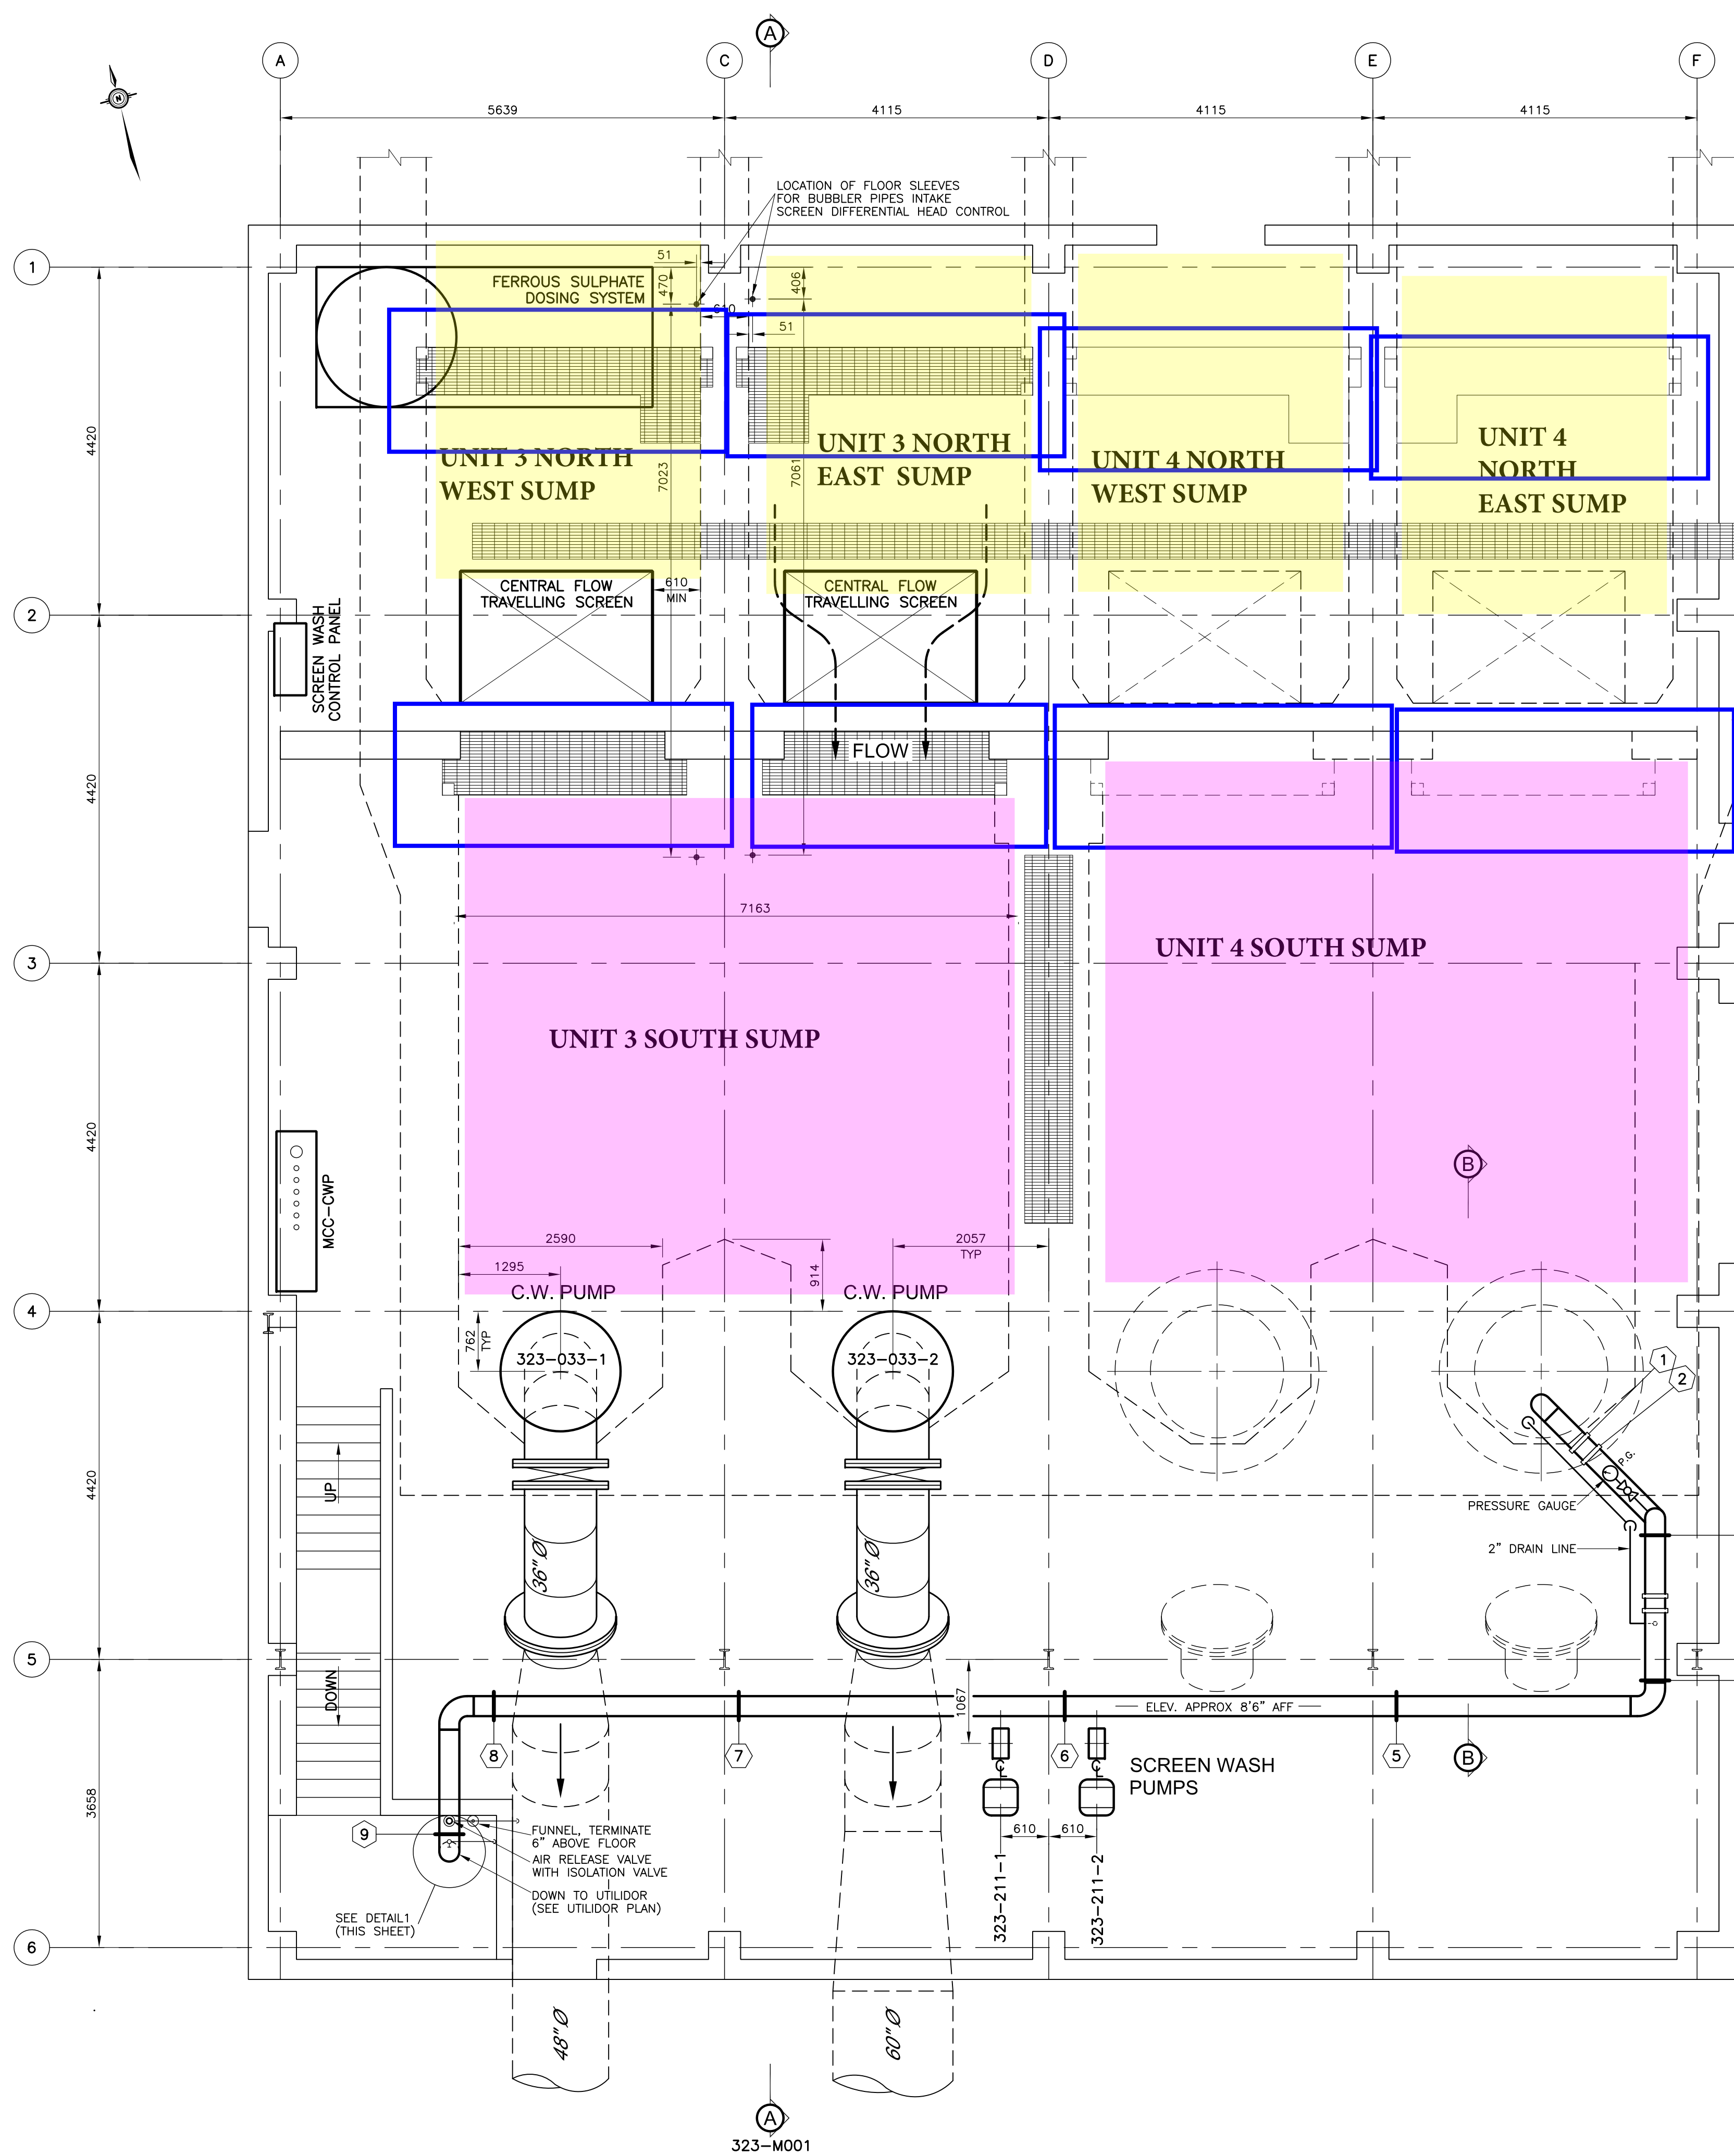 A
A
C
D
E
F
N
5639
4115
4115
4115
LOCATION OF FLOOR SLEEVES
FOR BUBBLER PIPES INTAKE
SCREEN DIFFERENTIAL HEAD CONTROL
1
51
470
406
FERROUS SULPHATE
DOSING SYSTEM
610
51
4420
UNIT 3 NORTH
WEST SUMP
7023
7061
UNIT 3 NORTH
EAST SUMP
UNIT 4 NORTH
WEST SUMP
UNIT 4
NORTH
EAST SUMP
CENTRAL FLOW
TRAVELLING SCREEN
610
MIN
CENTRAL FLOW
TRAVELLING SCREEN
2
SCREEN WASH
CONTROL PANEL
FLOW
4420
7163
UNIT 4 SOUTH SUMP
3
UNIT 3 SOUTH SUMP
4420
MCC-CWP
B
2590
2057
TYP
1295
914
C.W. PUMP
C.W. PUMP
4
762
TYP
323-033-1
323-033-2
1
2
4420
UP
P.G.
PRESSURE GAUGE
36"Ø
36"Ø
2" DRAIN LINE
5
DOWN
1067
ELEV. APPROX 8'6" AFF
8
7
6
5
B
SCREEN WASH
PUMPS
CL
CL
3658
9
FUNNEL, TERMINATE
6" ABOVE FLOOR
AIR RELEASE VALVE
WITH ISOLATION VALVE
610
610
DOWN TO UTILIDOR
(SEE UTILIDOR PLAN)
SEE DETAIL1
(THIS SHEET)
323-211-1
323-211-2
6
48"Ø
60"Ø
A
323-M001